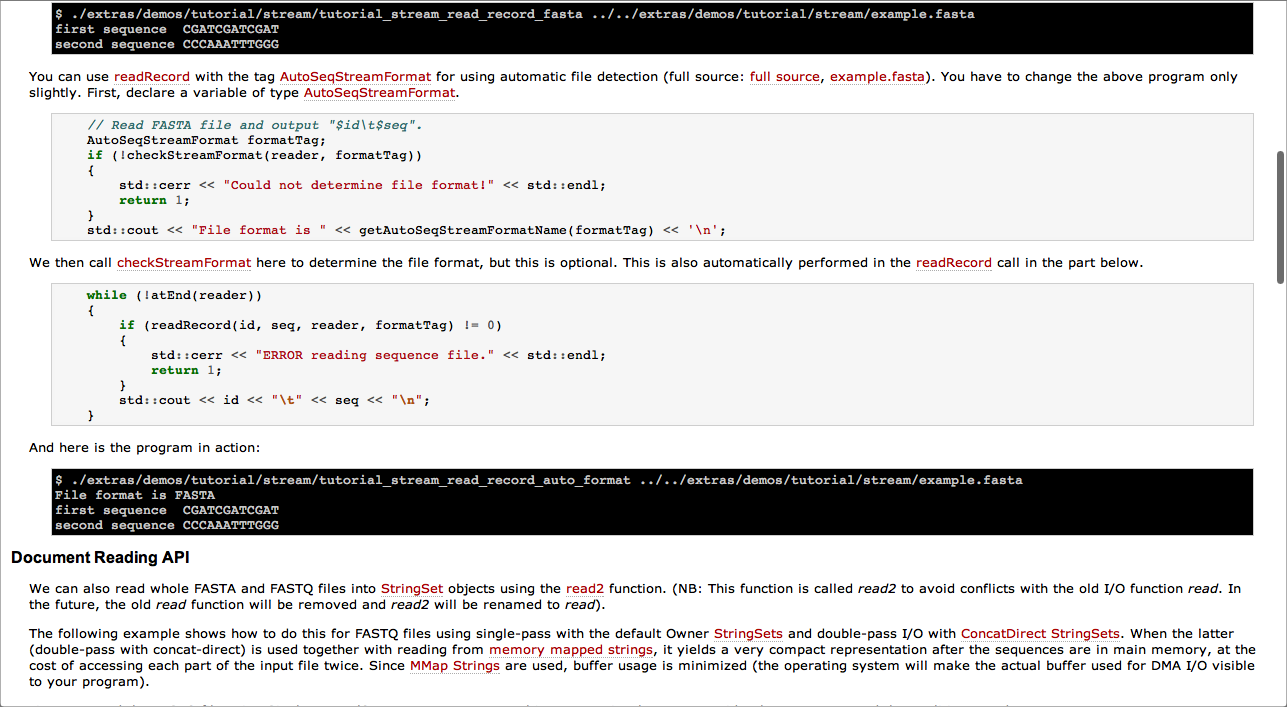 $ ./extras/demos/tutorial/stream/tutorial_stream_read_record_fasta ../../extras/demos/tutorial/stream/example.fasta
first sequence  CGATCGATCGAT
second sequence CCCAAATTTGGG
You can use readRecord with the tag AutoSeqStreamFormat for using automatic file detection (full source: full source, example.fasta). You have to change the above program only
slightly. First, declare a variable of type AutoSeqStreamFormat.
// Read FASTA file and output "$id\t$seq".
AutoSeqStreamFormat formatTag;
if (!checkStreamFormat(reader, formatTag))
{
    std::cerr << "Could not determine file format!" << std::endl;
    return 1;
}
std::cout << "File format is " << getAutoSeqStreamFormatName(formatTag) << '\n';
We then call checkStreamFormat here to determine the file format, but this is optional. This is also automatically performed in the readRecord call in the part below.
while (!atEnd(reader))
{
    if (readRecord(id, seq, reader, formatTag) != 0)
    {
        std::cerr << "ERROR reading sequence file." << std::endl;
        return 1;
    }
    std::cout << id << "\t" << seq << "\n";
}
And here is the program in action:
$ ./extras/demos/tutorial/stream/tutorial_stream_read_record_auto_format ../../extras/demos/tutorial/stream/example.fasta
File format is FASTA
first sequence  CGATCGATCGAT
second sequence CCCAAATTTGGG
Document Reading API
We can also read whole FASTA and FASTQ files into StringSet objects using the read2 function. (NB: This function is called read2 to avoid conflicts with the old I/O function read. In
the future, the old read function will be removed and read2 will be renamed to read).
The following example shows how to do this for FASTQ files using single-pass with the default Owner StringSets and double-pass I/O with ConcatDirect StringSets. When the latter
(double-pass with concat-direct) is used together with reading from memory mapped strings, it yields a very compact representation after the sequences are in main memory, at the
cost of accessing each part of the input file twice. Since MMap Strings are used, buffer usage is minimized (the operating system will make the actual buffer used for DMA I/O visible
to your program).